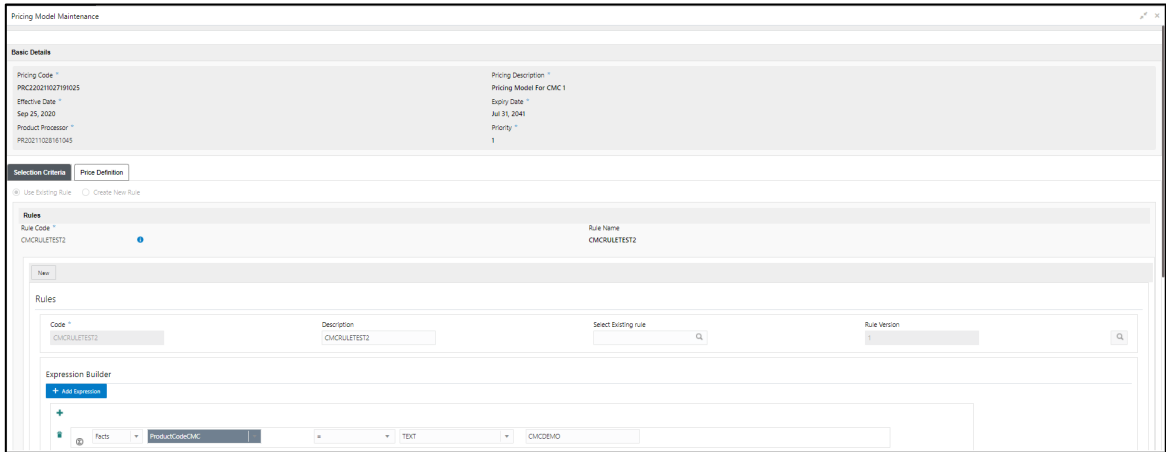 Pricing Model Maintenance
Basic Details
Pricing Code * Pricing Description *
PRC220211027191025 Pricing Model For CMC 1
Effective Date * Expiry Date *
Sep 25, 2020 Jul 31, 2041
Product Processor * Priority *
PR20211028161045 1
Selection Criteria Price Definition
Use Existing Rule Create New Rule
Rules
Rule Code * Rule Name
CMCRULETEST2 CMCRULETEST2
New
Rules
Code * Description Select Existing rule Rule Version
CMCRULETEST2 CMCRULETEST2 1
Expression Builder
+ Add Expression
+
Facts ProductCodeCMC = TEXT CMCDEMO